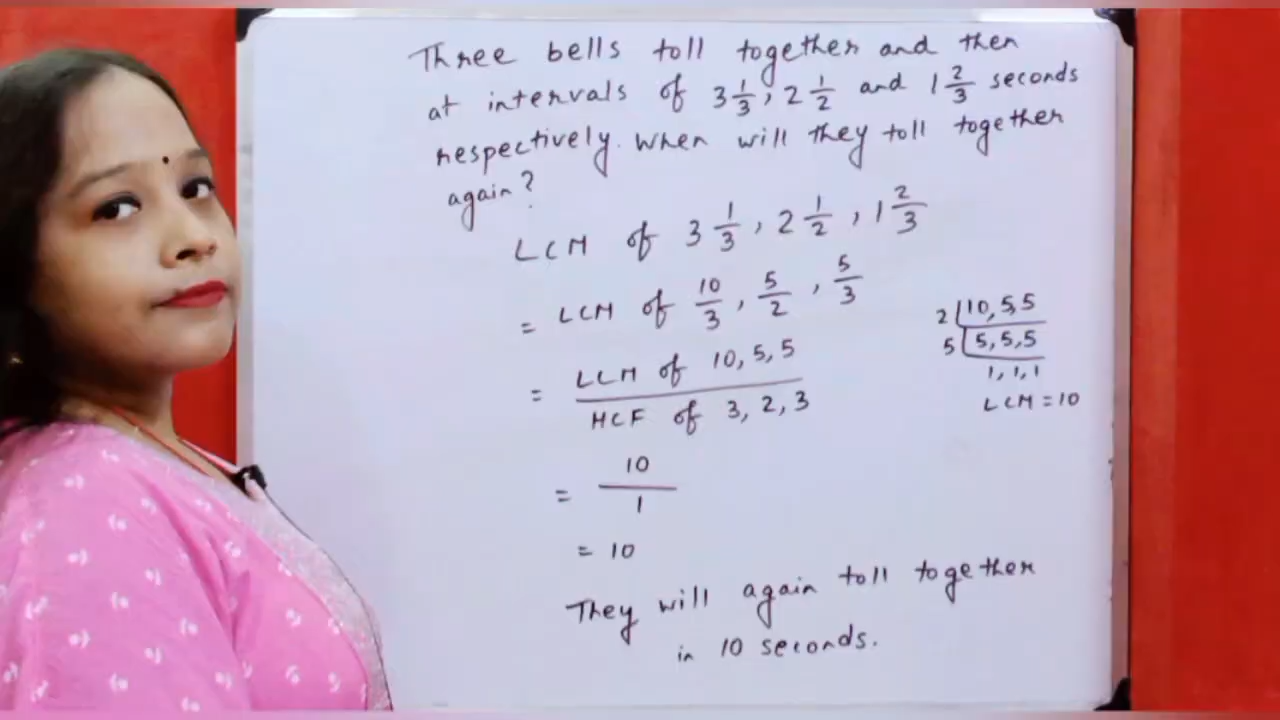 Three bells toll together and then
at intervals of 3 1/3, 2 1/2 and 1 2/3 seconds
respectively. When will they toll together
again?
LCM of 3 1/3, 2 1/2, 1 2/3
= LCM of 10/3, 5/2, 5/3
= LCM of 10, 5, 5 / HCF of 3, 2, 3
= 10/1
= 10
They will again toll together
in 10 seconds.
2 | 10, 5, 5
5 | 5, 5, 5
1, 1, 1
LCM = 10